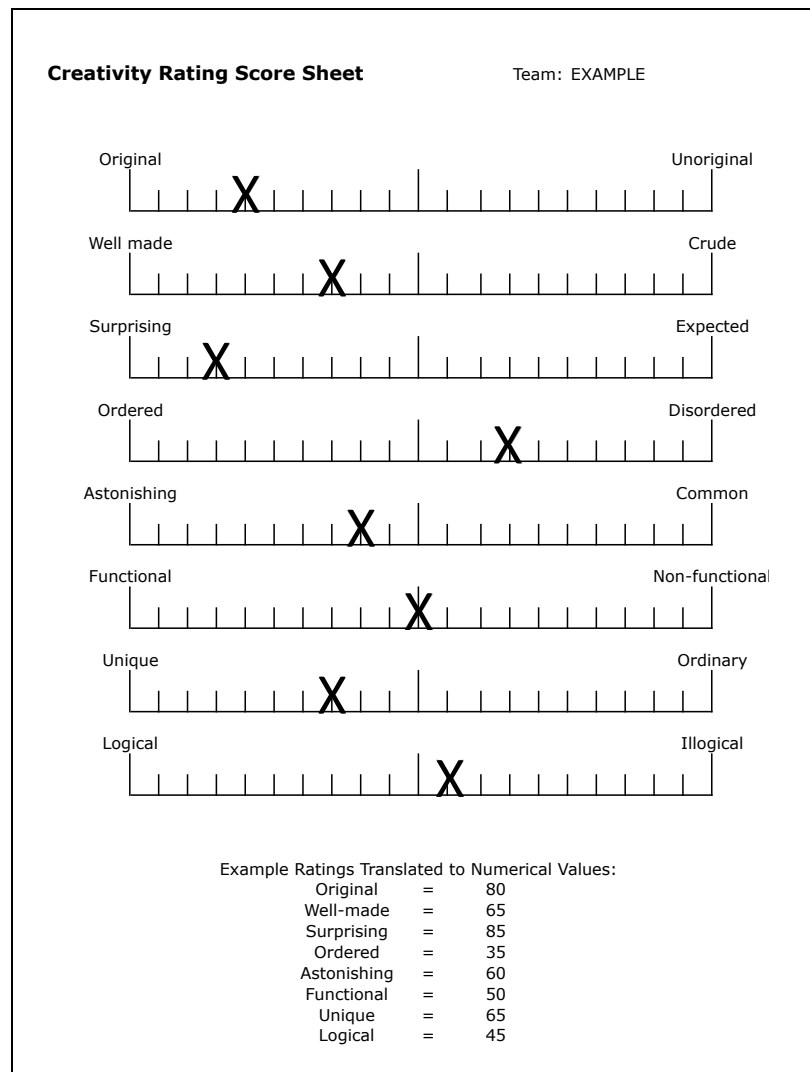 Creativity Rating Score Sheet Team: EXAMPLE
Original Unoriginal
X
Well made Crude
X
Surprising Expected
X
Ordered Disordered
X
Astonishing Common
X
Functional Non-functional
X
Unique Ordinary
X
Logical Illogical
X
Example Ratings Translated to Numerical Values:
Original = 80
Well-made = 65
Surprising = 85
Ordered = 35
Astonishing = 60
Functional = 50
Unique = 65
Logical = 45